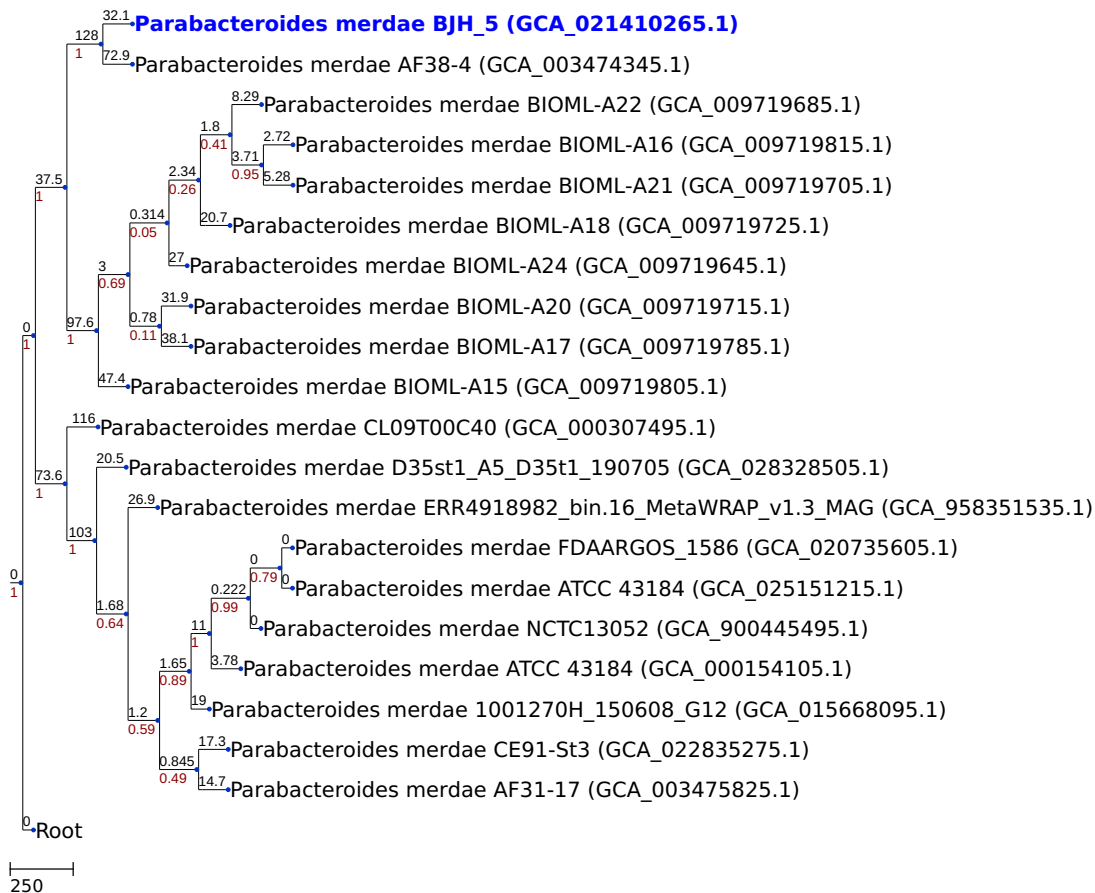 32.1
Parabacteroides merdae BJH_5 (GCA_021410265.1)
128
1
72.9
Parabacteroides merdae AF38-4 (GCA_003474345.1)
8.29
Parabacteroides merdae BIOML-A22 (GCA_009719685.1)
1.8
0.41
2.72
Parabacteroides merdae BIOML-A16 (GCA_009719815.1)
3.71
0.95
5.28
Parabacteroides merdae BIOML-A21 (GCA_009719705.1)
37.5
1
2.34
0.26
20.7
Parabacteroides merdae BIOML-A18 (GCA_009719725.1)
0.314
0.05
27
Parabacteroides merdae BIOML-A24 (GCA_009719645.1)
3
0.69
31.9
Parabacteroides merdae BIOML-A20 (GCA_009719715.1)
0.78
0.11
38.1
Parabacteroides merdae BIOML-A17 (GCA_009719785.1)
0
1
97.6
1
47.4
Parabacteroides merdae BIOML-A15 (GCA_009719805.1)
116
Parabacteroides merdae CL09T00C40 (GCA_000307495.1)
73.6
1
20.5
Parabacteroides merdae D35st1_A5_D35t1_190705 (GCA_028328505.1)
26.9
Parabacteroides merdae ERR4918982_bin.16_MetaWRAP_v1.3_MAG (GCA_958351535.1)
103
1
0
Parabacteroides merdae FDAARGOS_1586 (GCA_020735605.1)
0
0.79
0
1
0
Parabacteroides merdae ATCC 43184 (GCA_025151215.1)
0.222
0.99
1.68
0.64
0
Parabacteroides merdae NCTC13052 (GCA_900445495.1)
11
1
3.78
Parabacteroides merdae ATCC 43184 (GCA_000154105.1)
1.65
0.89
19
Parabacteroides merdae 1001270H_150608_G12 (GCA_015668095.1)
1.2
0.59
17.3
Parabacteroides merdae CE91-St3 (GCA_022835275.1)
0.845
0.49
14.7
Parabacteroides merdae AF31-17 (GCA_003475825.1)
0
Root
250